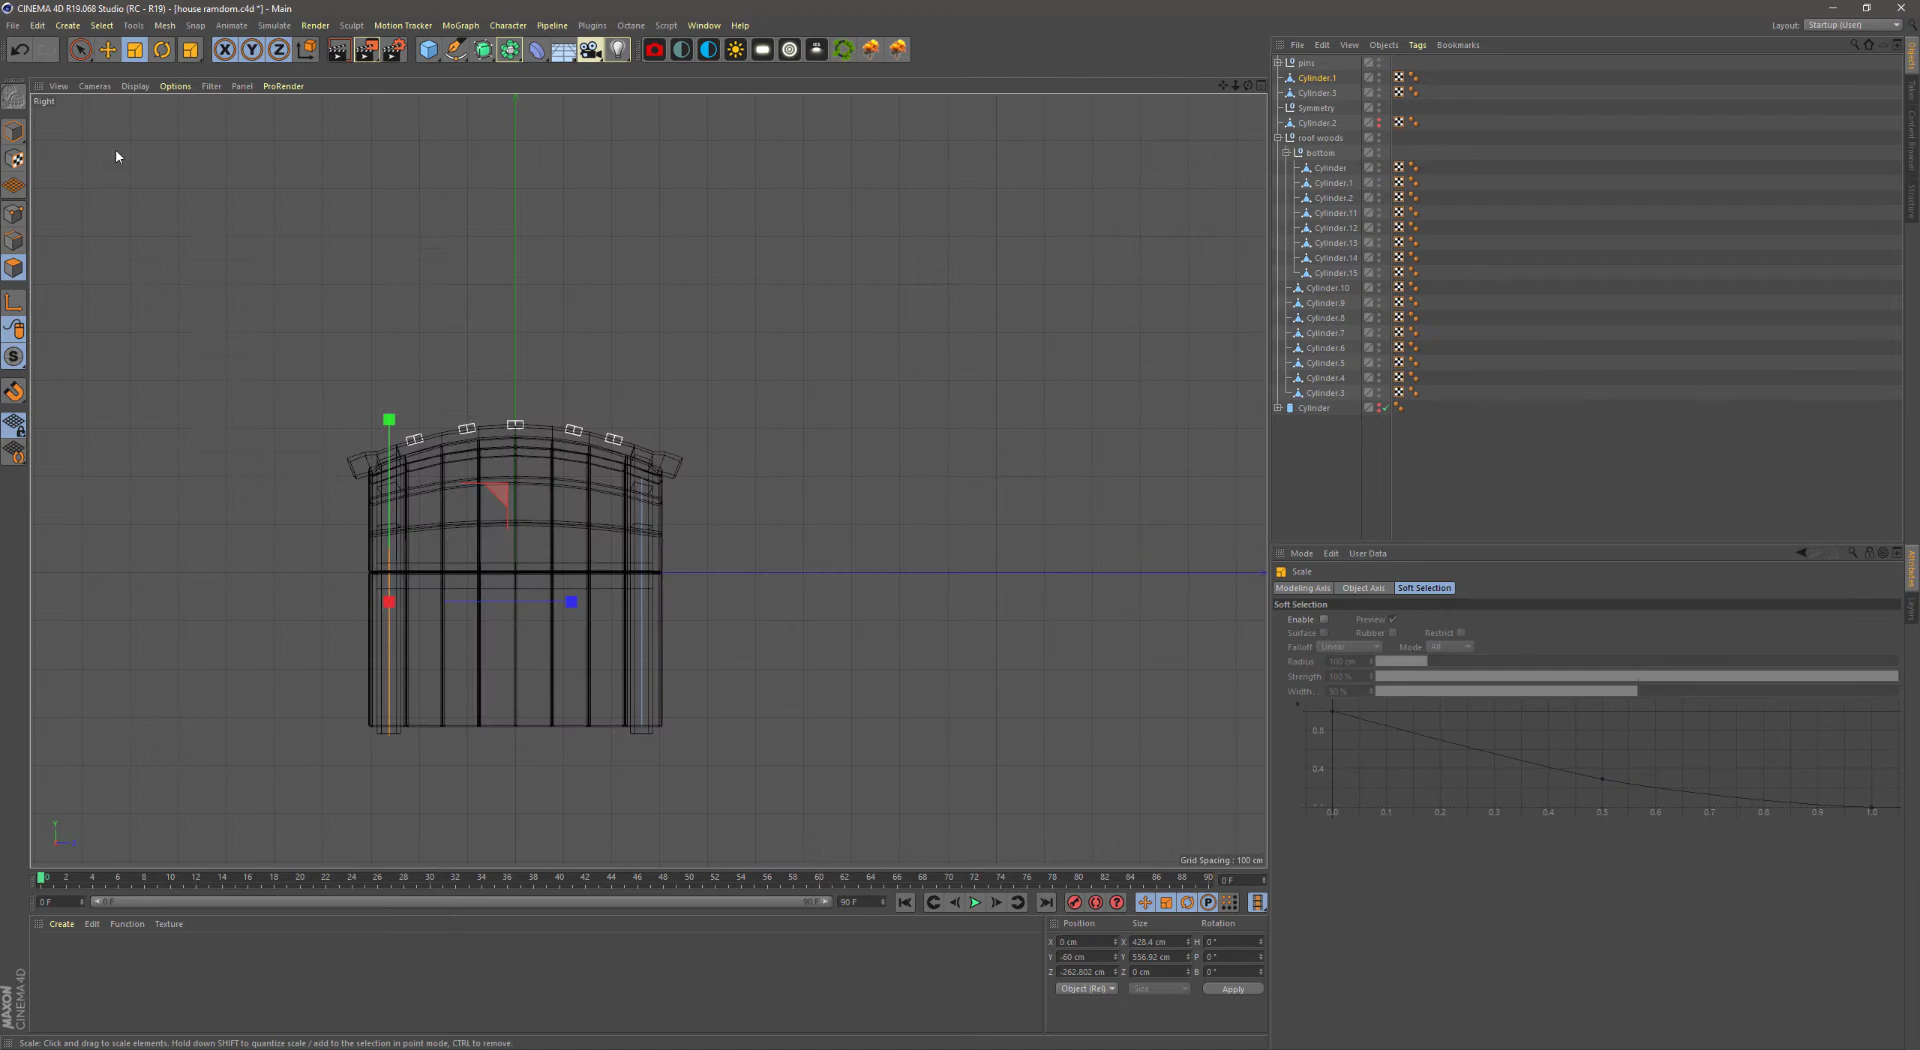 CINEMA 4D R19.068 Studio (RC - R19) - [house ramdom.c4d *] - Main
File Edit Create Select Tools Mesh Snap Animate Simulate Render Sculpt Motion Tracker MoGraph Character Pipeline Plugins Octane Script Window Help
Layout: Startup (User)
X Y Z
File Edit View Objects Tags Bookmarks
View Cameras Display Options Filter Panel ProRender
Right
pins
Cylinder.1
Cylinder.3
Symmetry
Cylinder.2
roof woods
bottom
Cylinder
Cylinder.1
Cylinder.2
Cylinder.11
Cylinder.12
Cylinder.13
Cylinder.14
Cylinder.15
Cylinder.10
Cylinder.9
Cylinder.8
Cylinder.7
Cylinder.6
Cylinder.5
Cylinder.4
Cylinder.3
Cylinder
Objects
Takes
Content Browser
Structure
Mode Edit User Data
Scale
Modeling Axis Object Axis Soft Selection
Soft Selection
Enable Preview
Surface Rubber Restrict
Falloff Linear Mode All
Radius 100 cm
Strength 100 %
Width . . 50 %
0.8
0.4
0.0 0.1 0.2 0.3 0.4 0.5 0.6 0.7 0.8 0.9 1.0
Attributes
Layers
Y
Grid Spacing : 100 cm
0 2 4 6 8 10 12 14 16 18 20 22 24 26 28 30 32 34 36 38 40 42 44 46 48 50 52 54 56 58 60 62 64 66 68 70 72 74 76 78 80 82 84 86 88 90 0 F
0 F 0 F 90 F 90 F
Create Edit Function Texture
Position Size Rotation
X 0 cm X 428.4 cm H 0 °
Y -60 cm Y 556.92 cm P 0 °
Z -262.802 cm Z 0 cm B 0 °
Object (Rel) Size Apply
MAXON
CINEMA 4D
Scale: Click and drag to scale elements. Hold down SHIFT to quantize scale / add to the selection in point mode, CTRL to remove.